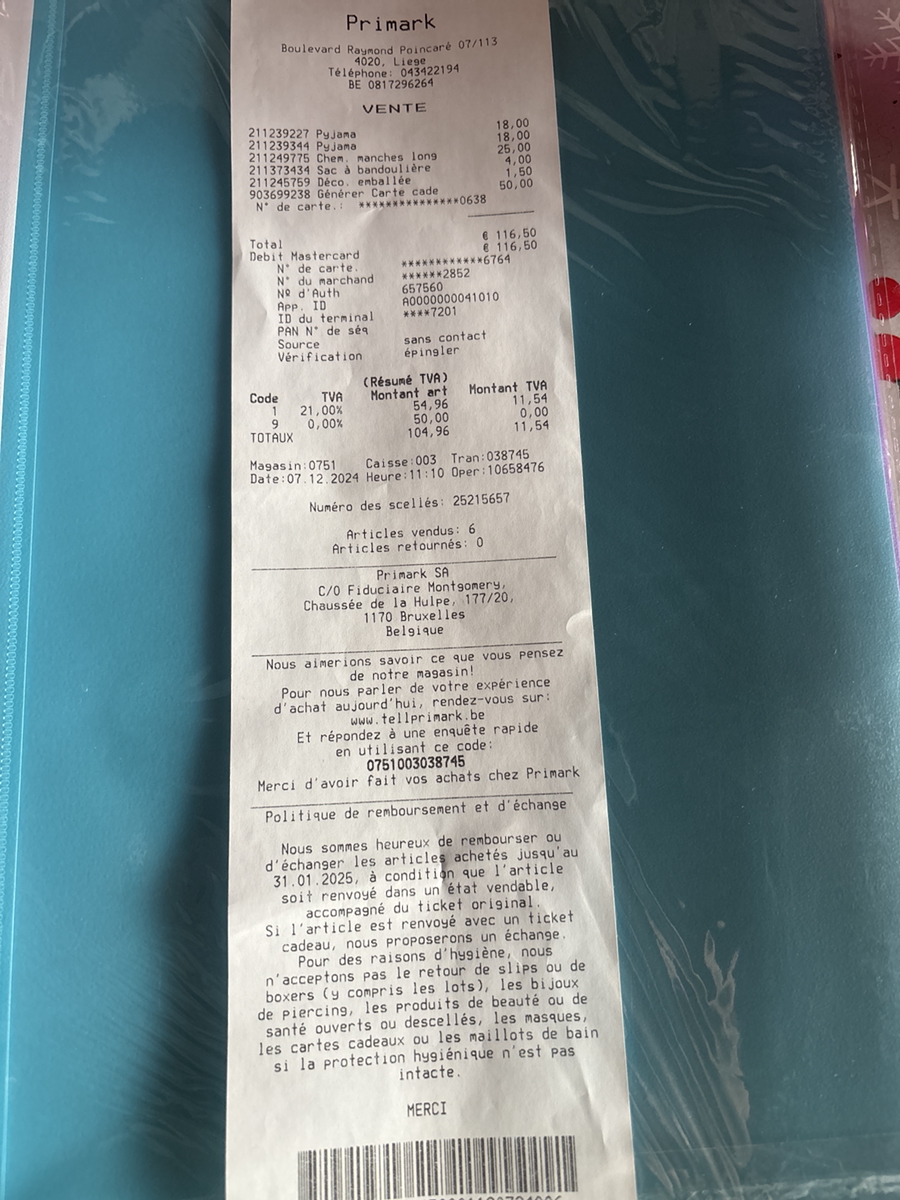 Primark
Boulevard Raymond Poincaré 07/113
4020, Liege
Téléphone: 043422194
BE 0817296264
VENTE
211239227 Pyjama 18,00
211239344 Pyjama 18,00
211249775 Chem. manches long 25,00
211373434 Sac à bandoulière 4,00
211245759 Déco. emballée 1,50
903699238 Générer Carte cade 50,00
N° de carte.: ***************0638
Total € 116,50
Debit Mastercard € 116,50
N° de carte. ************6764
N° du marchand ******2852
Nº d'Auth 657560
App. ID A0000000041010
ID du terminal ****7201
PAN N° de séq
Source sans contact
Vérification épingler
(Résumé TVA)
Code TVA Montant art Montant TVA
1 21,00% 54,96 11,54
9 0,00% 50,00 0,00
TOTAUX 104,96 11,54
Magasin:0751 Caisse:003 Tran:038745
Date:07.12.2024 Heure:11:10 Oper:10658476
Numéro des scellés: 25215657
Articles vendus: 6
Articles retournés: 0
Primark SA
C/O Fiduciaire Montgomery,
Chaussée de la Hulpe, 177/20,
1170 Bruxelles
Belgique
Nous aimerions savoir ce que vous pensez
de notre magasin!
Pour nous parler de votre expérience
d'achat aujourd'hui, rendez-vous sur:
www.tellprimark.be
Et répondez à une enquête rapide
en utilisant ce code:
0751003038745
Merci d'avoir fait vos achats chez Primark
Politique de remboursement et d'échange
Nous sommes heureux de rembourser ou
d'échanger les articles achetés jusqu'au
31.01.2025, à condition que l'article
soit renvoyé dans un état vendable,
accompagné du ticket original.
Si l'article est renvoyé avec un ticket
cadeau, nous proposerons un échange.
Pour des raisons d'hygiène, nous
n'acceptons pas le retour de slips ou de
boxers (y compris les lots), les bijoux
de piercing, les produits de beauté ou de
santé ouverts ou descellés, les masques,
les cartes cadeaux ou les maillots de bain
si la protection hygiénique n'est pas
intacte.
MERCI